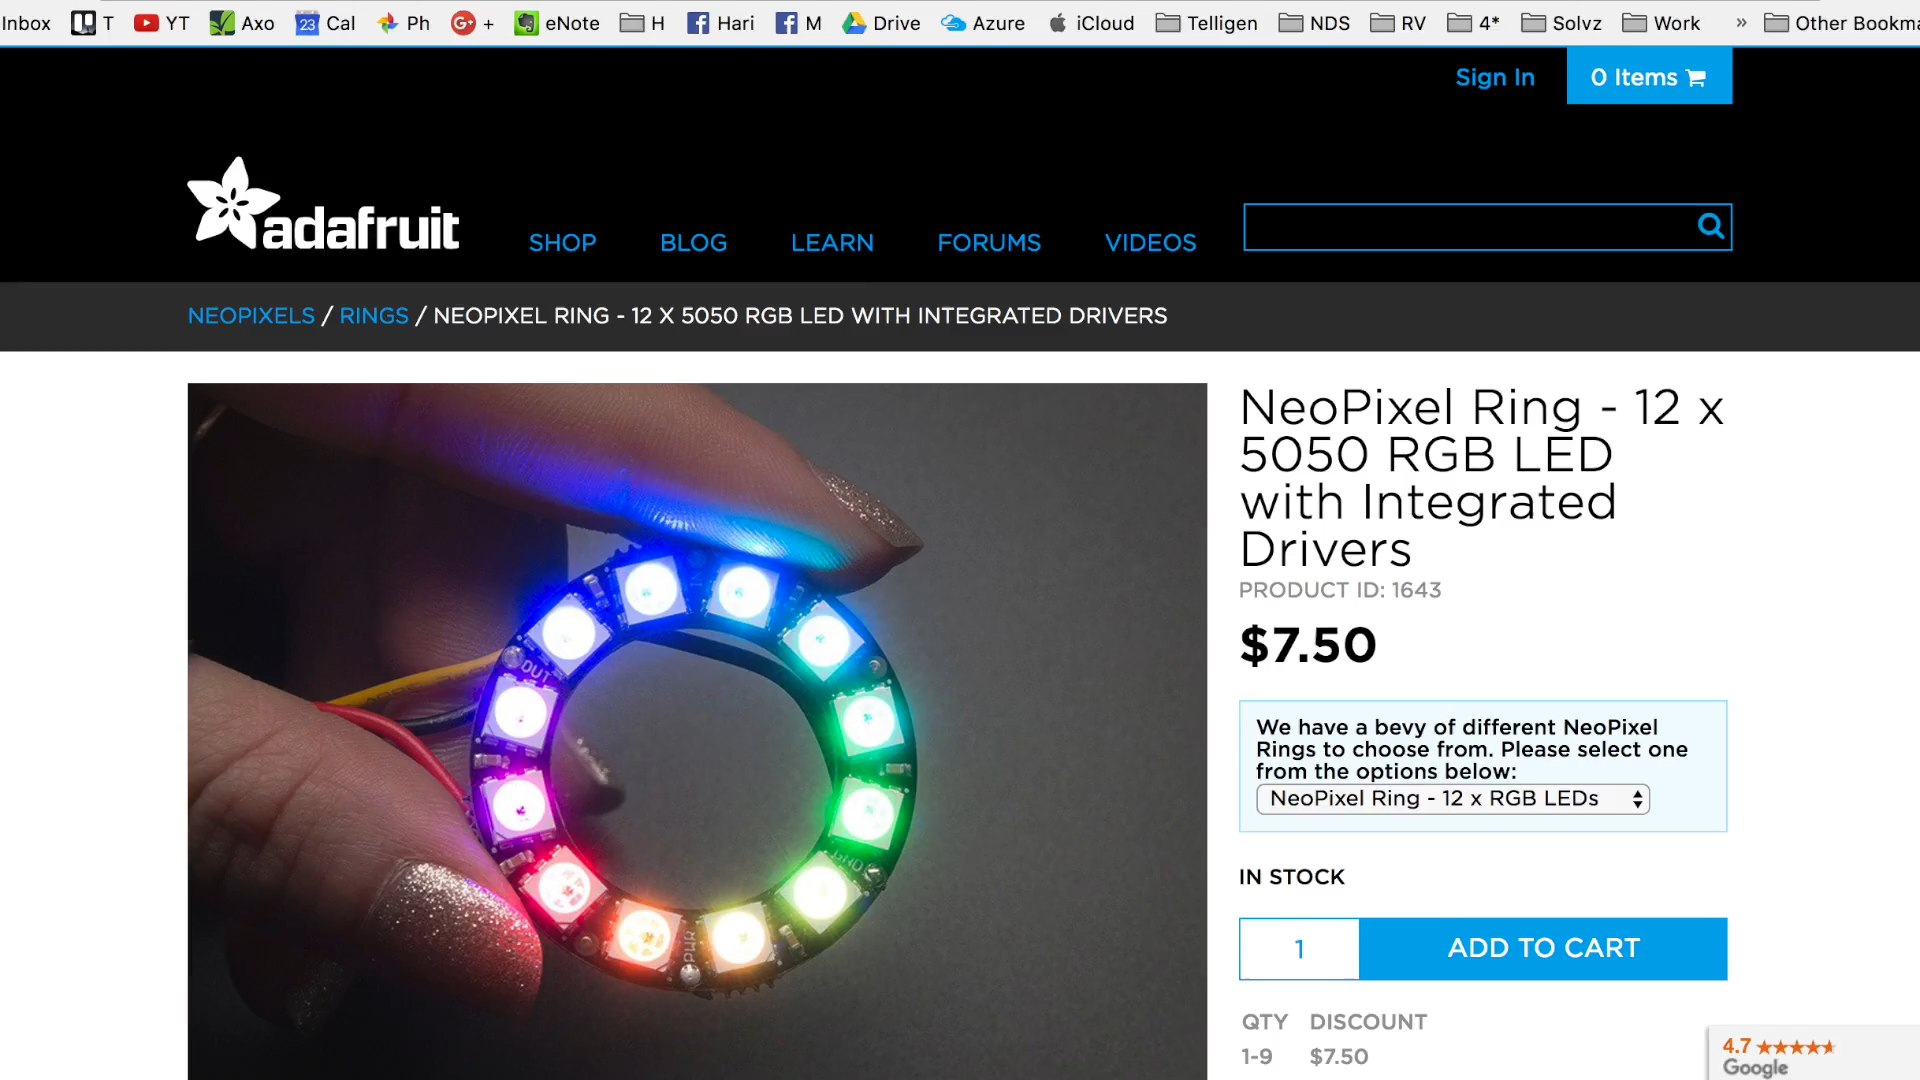 Inbox T YT Axo 23 Cal Ph G+ + eNote H Hari M Drive Azure iCloud Telligen NDS RV 4* Solvz Work » Other Bookma
Sign In 0 Items
adafruit SHOP BLOG LEARN FORUMS VIDEOS
NEOPIXELS / RINGS / NEOPIXEL RING - 12 X 5050 RGB LED WITH INTEGRATED DRIVERS
NeoPixel Ring - 12 x
5050 RGB LED
with Integrated
Drivers
PRODUCT ID: 1643
$7.50
We have a bevy of different NeoPixel
Rings to choose from. Please select one
from the options below:
NeoPixel Ring - 12 x RGB LEDs
IN STOCK
1 ADD TO CART
QTY DISCOUNT
1-9 $7.50
4.7
Google
IN
OUT
GND
PWR